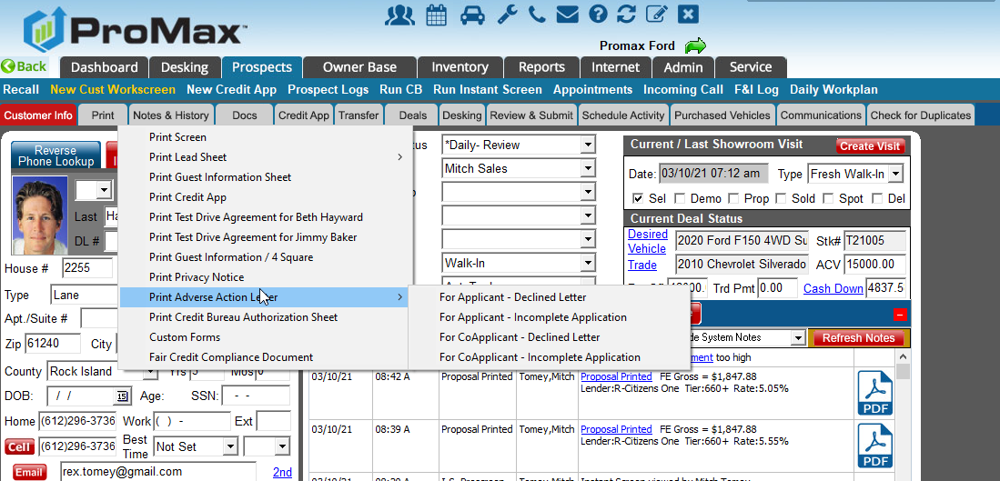 ProMax™
Promax Ford
Back
Dashboard Desking Prospects Owner Base Inventory Reports Internet Admin Service
Recall New Cust Workscreen New Credit App Prospect Logs Run CB Run Instant Screen Appointments Incoming Call F&I Log Daily Workplan
Customer Info Print Notes & History Docs Credit App Transfer Deals Desking Review & Submit Schedule Activity Purchased Vehicles Communications Check for Duplicates
Reverse
Phone Lookup
Last
DL #
House # 2255
Type Lane
Apt./Suite #
Zip 61240 City
County Rock Island Yrs 5 Mos 0
DOB: / / 15 Age: SSN: - -
Home (612)296-3736 Work ( ) - Ext
Cell (612)296-3736 Best
Time Not Set
Email rex.tomey@gmail.com 2nd
Print Screen
Print Lead Sheet
Print Guest Information Sheet
Print Credit App
Print Test Drive Agreement for Beth Hayward
Print Test Drive Agreement for Jimmy Baker
Print Guest Information / 4 Square
Print Privacy Notice
Print Adverse Action Letter
Print Credit Bureau Authorization Sheet
Custom Forms
Fair Credit Compliance Document
For Applicant - Declined Letter
For Applicant - Incomplete Application
For CoApplicant - Declined Letter
For CoApplicant - Incomplete Application
*Daily- Review
Mitch Sales
Walk-In
Current / Last Showroom Visit Create Visit
Date: 03/10/21 07:12 am Type Fresh Walk-In
Sel Demo Prop Sold Spot Del
Current Deal Status
Desired
Vehicle 2020 Ford F150 4WD Su Stk# T21005
Trade 2010 Chevrolet Silverado ACV 15000.00
Trd Pmt 0.00 Cash Down 4837.5
de System Notes Refresh Notes
too high
03/10/21 08:42 A Proposal Printed Tomey,Mitch Proposal Printed FE Gross = $1,847.88
Lender:R-Citizens One Tier:660+ Rate:5.05%
PDF
03/10/21 08:39 A Proposal Printed Tomey,Mitch Proposal Printed FE Gross = $1,847.88
Lender:R-Citizens One Tier:660+ Rate:5.55%
PDF